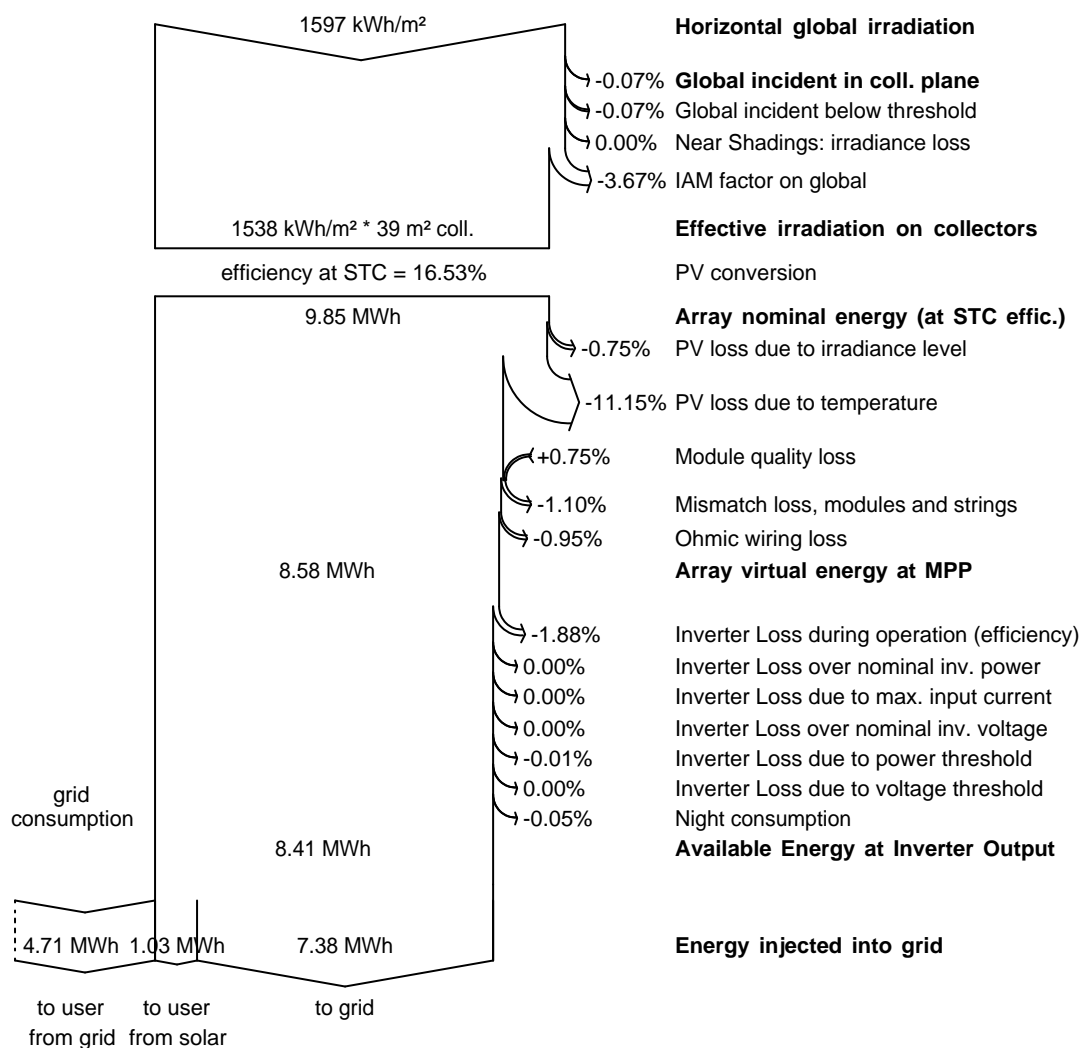 1597 kWh/m² Horizontal global irradiation
-0.07% Global incident in coll. plane
-0.07% Global incident below threshold
0.00% Near Shadings: irradiance loss
-3.67% IAM factor on global
1538 kWh/m² * 39 m² coll. Effective irradiation on collectors
efficiency at STC = 16.53% PV conversion
9.85 MWh Array nominal energy (at STC effic.)
-0.75% PV loss due to irradiance level
-11.15% PV loss due to temperature
+0.75% Module quality loss
-1.10% Mismatch loss, modules and strings
-0.95% Ohmic wiring loss
8.58 MWh Array virtual energy at MPP
-1.88% Inverter Loss during operation (efficiency)
0.00% Inverter Loss over nominal inv. power
0.00% Inverter Loss due to max. input current
0.00% Inverter Loss over nominal inv. voltage
-0.01% Inverter Loss due to power threshold
0.00% Inverter Loss due to voltage threshold
grid
consumption
-0.05% Night consumption
8.41 MWh Available Energy at Inverter Output
4.71 MWh 1.03 MWh 7.38 MWh Energy injected into grid
to user to user to grid
from grid from solar